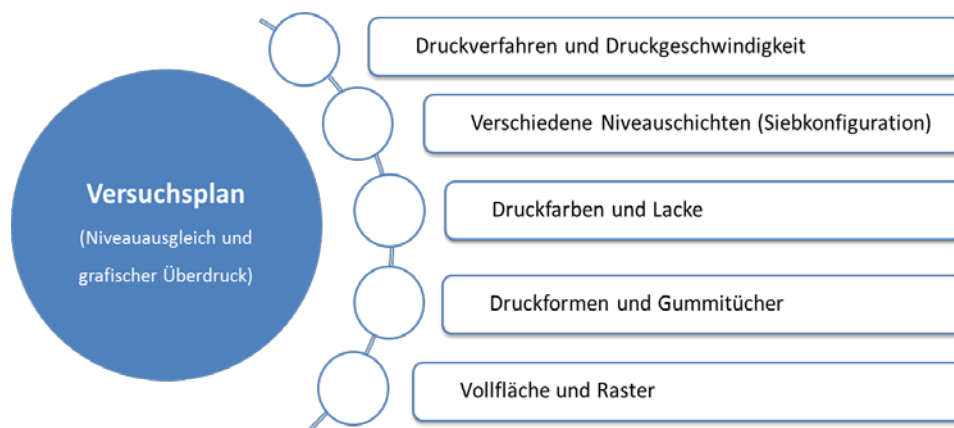 Versuchsplan
(Niveauausgleich und
grafischer Überdruck)
Druckverfahren und Druckgeschwindigkeit
Verschiedene Niveauschichten (Siebkonfiguration)
Druckfarben und Lacke
Druckformen und Gummitücher
Vollfläche und Raster